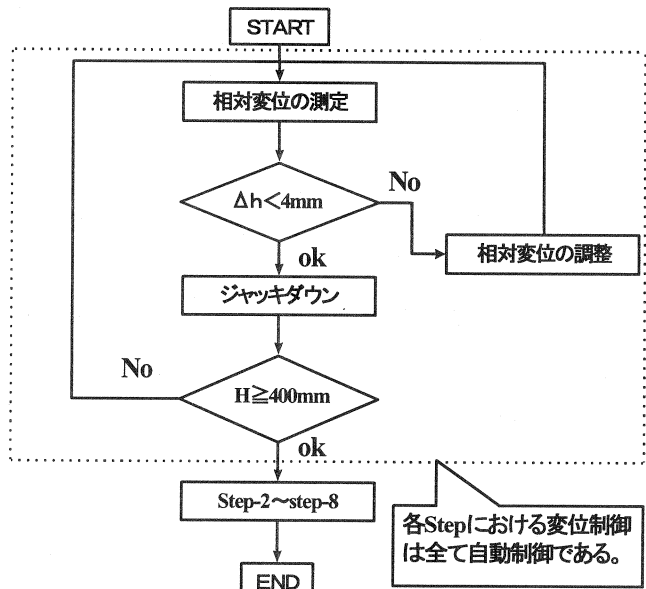 START
相対変位の測定
Δh＜4mm
No
相対変位の調整
ok
ジャッキダウン
No
H≧400mm
ok
Step-2～step-8
各Stepにおける変位制御
は全て自動制御である。
END